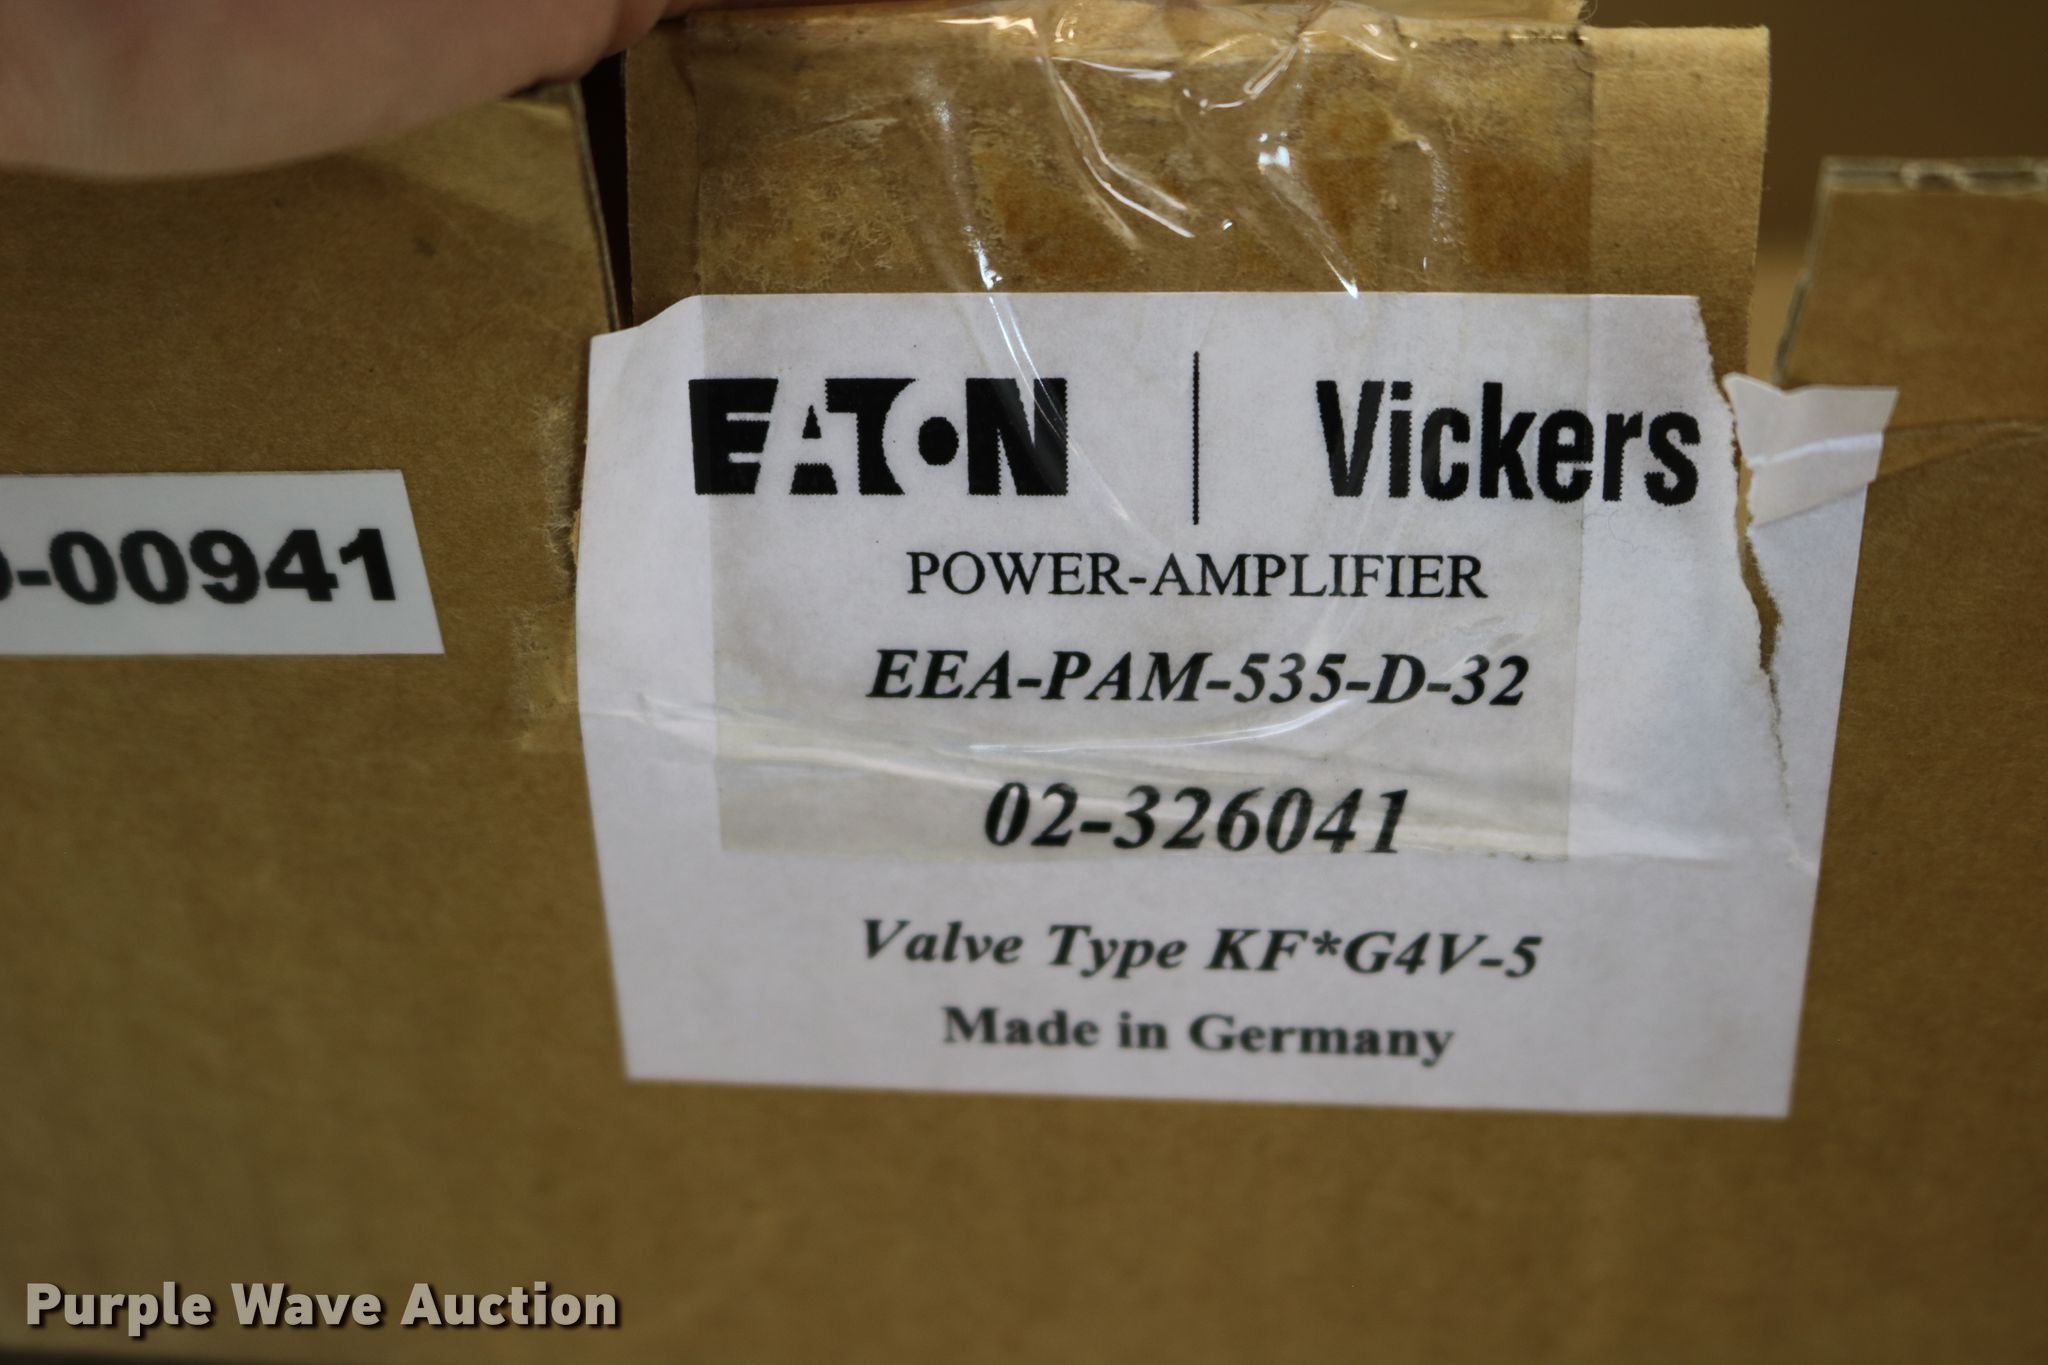 EATON | Vickers
POWER-AMPLIFIER
EEA-PAM-535-D-32
02-326041
Valve Type KF*G4V-5
Made in Germany
-00941
Purple Wave Auction